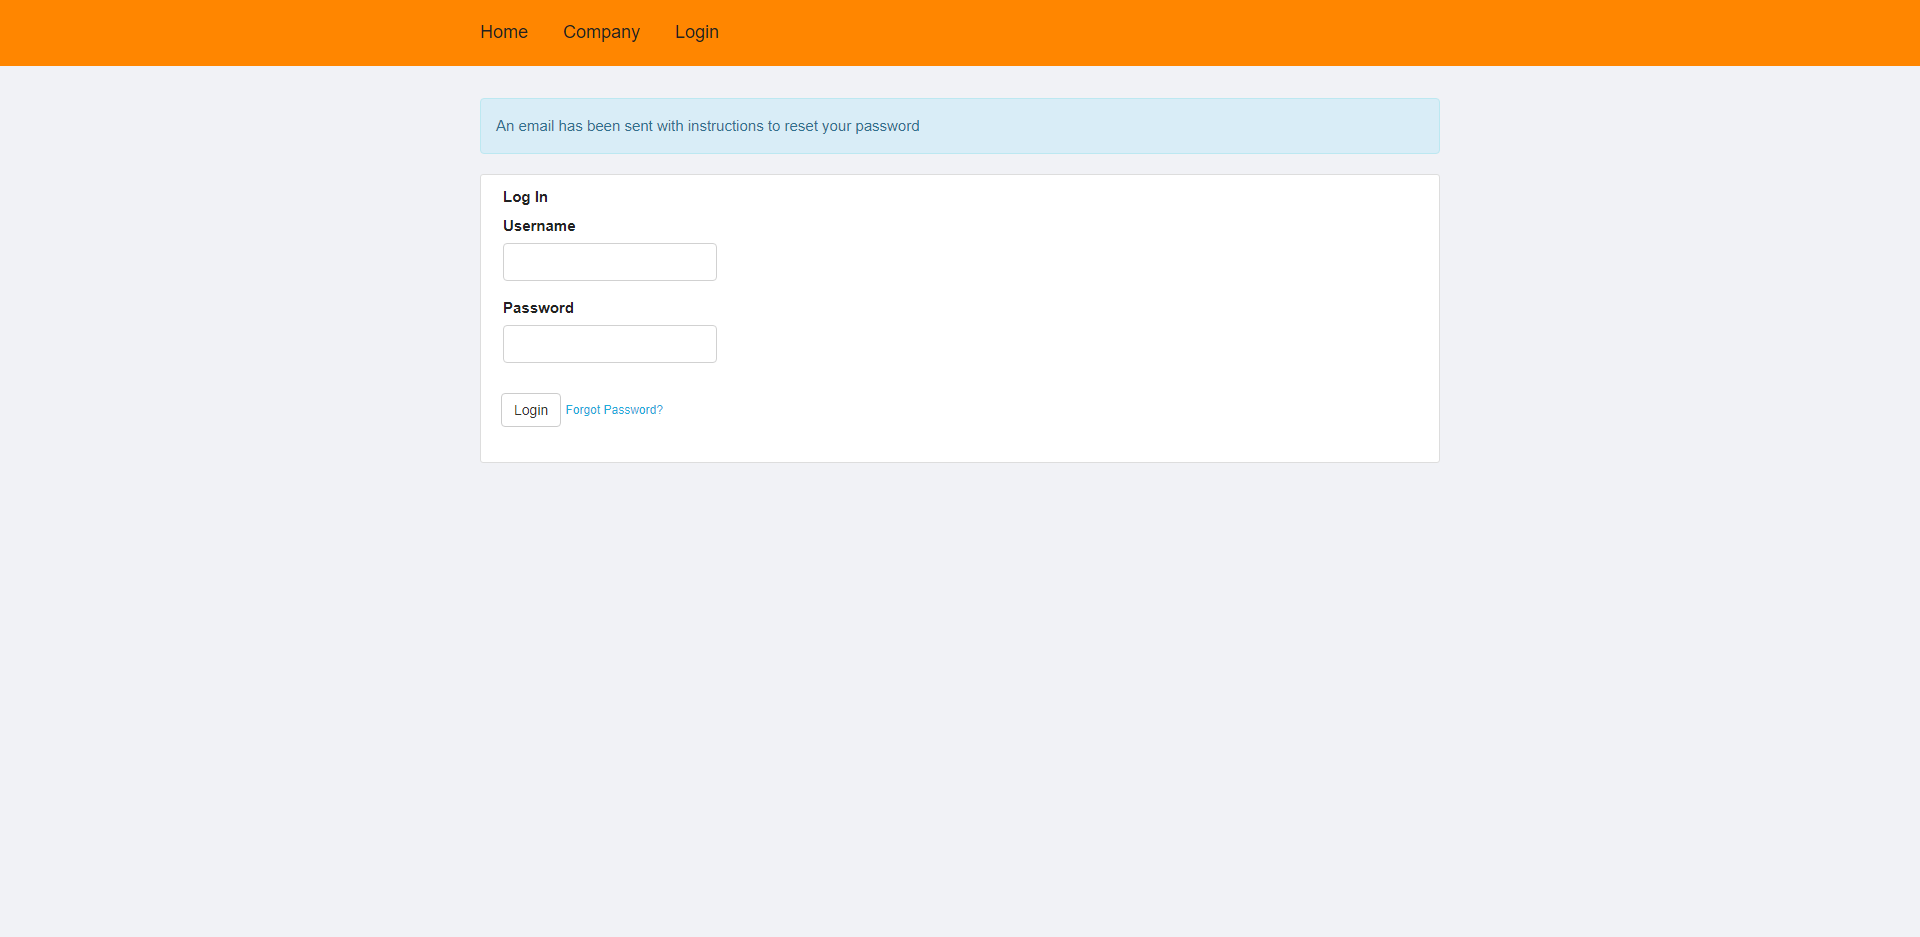 Home Company Login
An email has been sent with instructions to reset your password
Log In
Username
Password
Login Forgot Password?